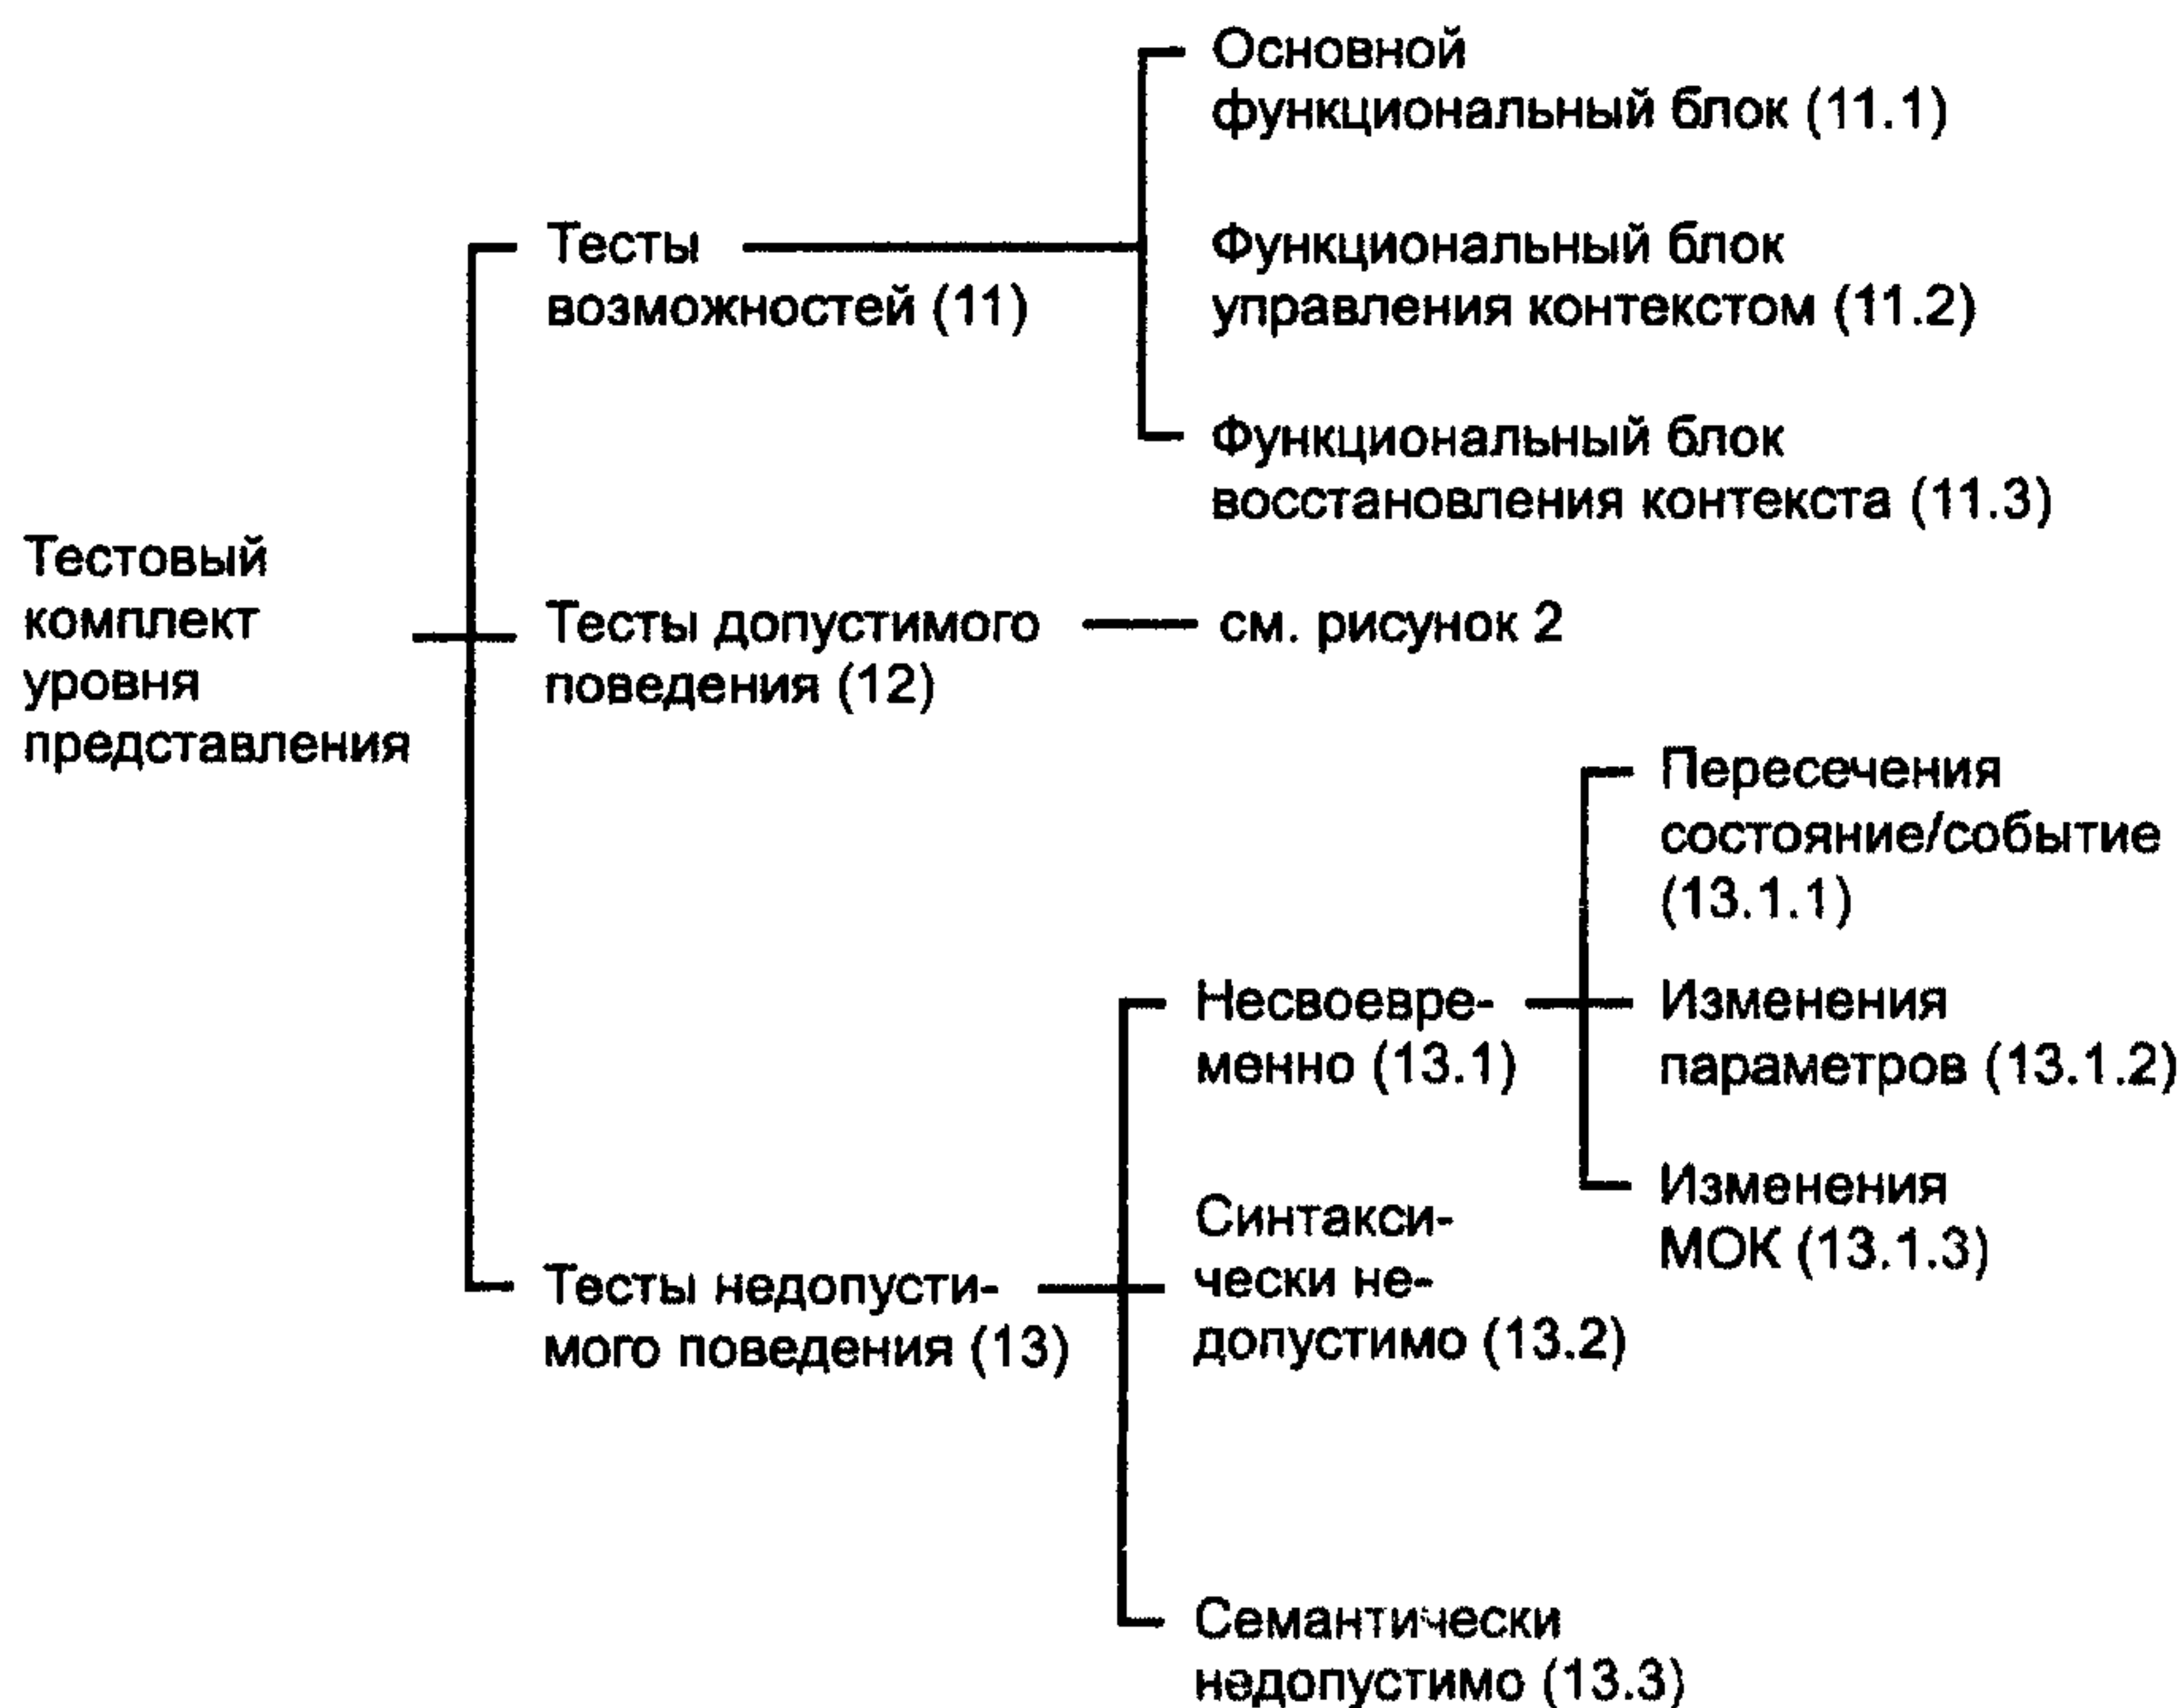 Основной
функциональный блок (11.1)
Тесты
возможностей (11)
Функциональный блок
управления контекстом (11.2)
Функциональный блок
восстановления контекста (11.3)
Тестовый
комплект
уровня
представления
Тесты допустимого
поведения (12)
см. рисунок 2
Пересечения
состояние/событие
(13.1.1)
Несвоевре-
менно (13.1)
Изменения
параметров (13.1.2)
Изменения
МОК (13.1.3)
Тесты недопусти-
мого поведения (13)
Синтакси-
чески не-
допустимо (13.2)
Семантически
недопустимо (13.3)